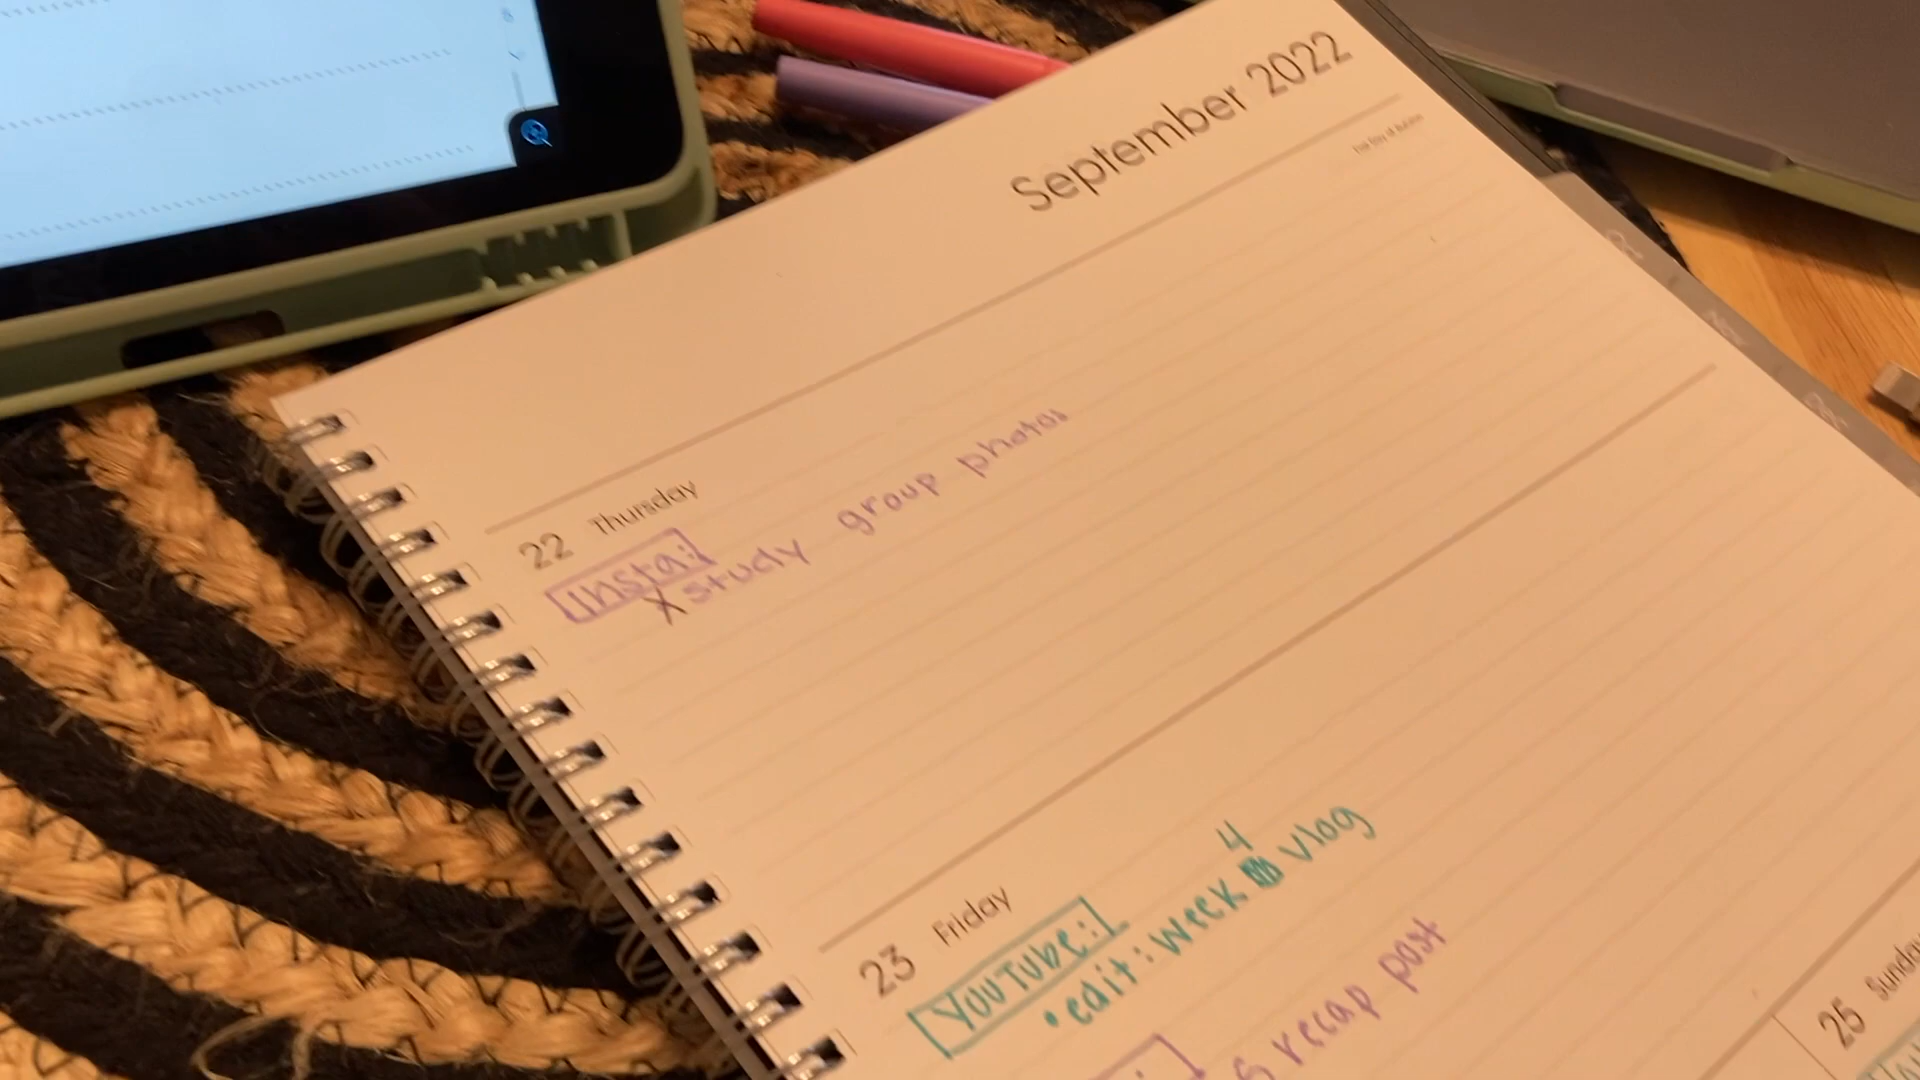 September 2022
22 Thursday
Insta:
x study group photos
23 Friday
YouTube:
• edit: week 4 vlog
recap post
25 Sunday